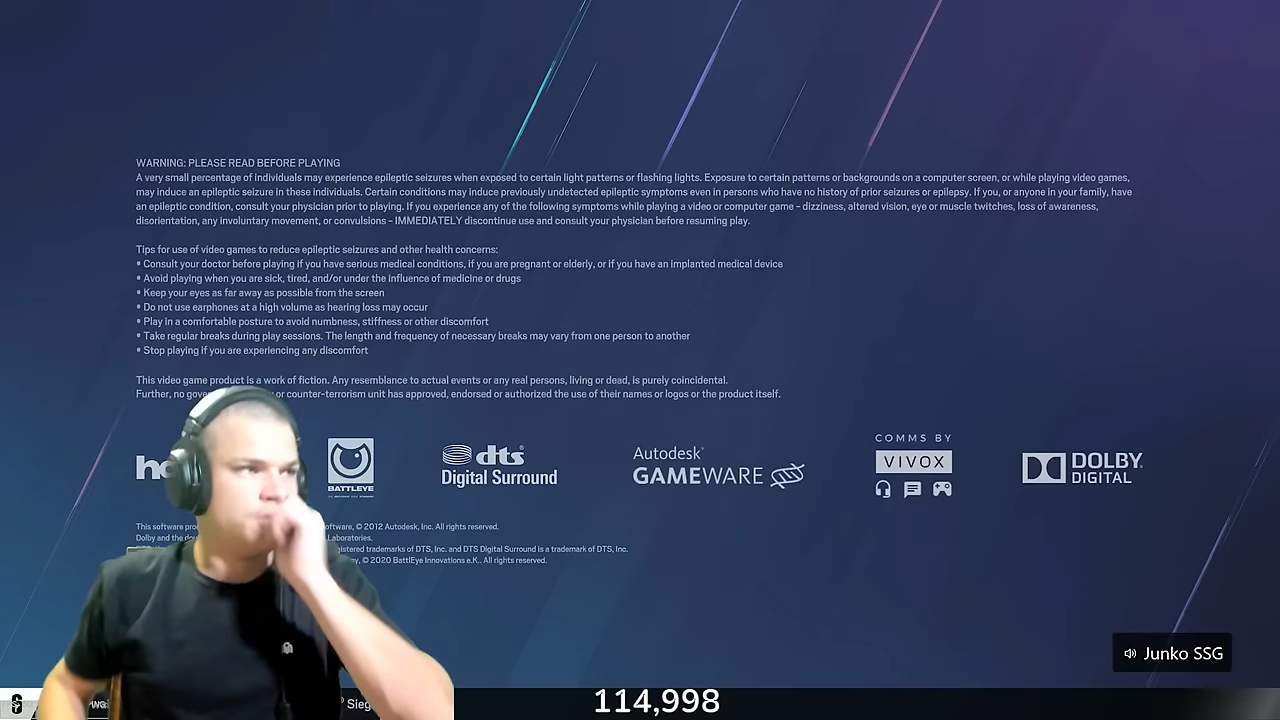 WARNING: PLEASE READ BEFORE PLAYING
A very small percentage of individuals may experience epileptic seizures when exposed to certain light patterns or flashing lights. Exposure to certain patterns or backgrounds on a computer screen, or while playing video games,
may induce an epileptic seizure in these individuals. Certain conditions may induce previously undetected epileptic symptoms even in persons who have no history of prior seizures or epilepsy. If you, or anyone in your family, have
an epileptic condition, consult your physician prior to playing. If you experience any of the following symptoms while playing a video or computer game - dizziness, altered vision, eye or muscle twitches, loss of awareness,
disorientation, any involuntary movement, or convulsions - IMMEDIATELY discontinue use and consult your physician before resuming play.
Tips for use of video games to reduce epileptic seizures and other health concerns:
• Consult your doctor before playing if you have serious medical conditions, if you are pregnant or elderly, or if you have an implanted medical device
• Avoid playing when you are sick, tired, and/or under the influence of medicine or drugs
• Keep your eyes as far away as possible from the screen
• Do not use earphones at a high volume as hearing loss may occur
• Play in a comfortable posture to avoid numbness, stiffness or other discomfort
• Take regular breaks during play sessions. The length and frequency of necessary breaks may vary from one person to another
• Stop playing if you are experiencing any discomfort
This video game product is a work of fiction. Any resemblance to actual events or any real persons, living or dead, is purely coincidental.
Further, no or counter-terrorism unit has approved, endorsed or authorized the use of their names or logos or the product itself.
BATTLEYE
dts
Digital Surround
Autodesk®
GAMEWARE
COMMS BY
VIVOX
DOLBY
DIGITAL
This software © 2012 Autodesk, Inc. All rights reserved.
Dolby and the Laboratories.
trademarks of DTS, Inc. and DTS Digital Surround is a trademark of DTS, Inc.
© 2020 BattlEye Innovations e.K.. All rights reserved.
Junko SSG
114,998